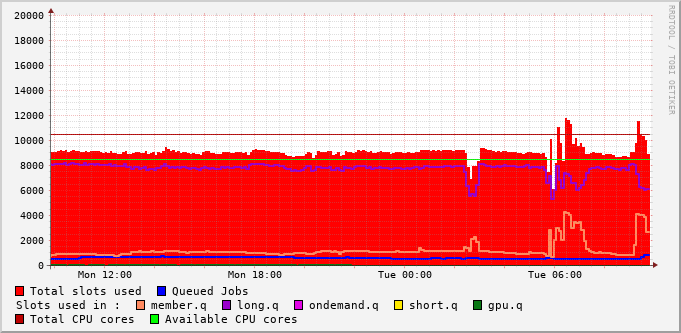 20000
18000
16000
14000
12000
10000
8000
6000
4000
2000
0
Mon 12:00 Mon 18:00 Tue 00:00 Tue 06:00
Total slots used Queued Jobs
Slots used in : member.q long.q ondemand.q short.q gpu.q
Total CPU cores Available CPU cores
RRDTOOL / TOBI OETIKER